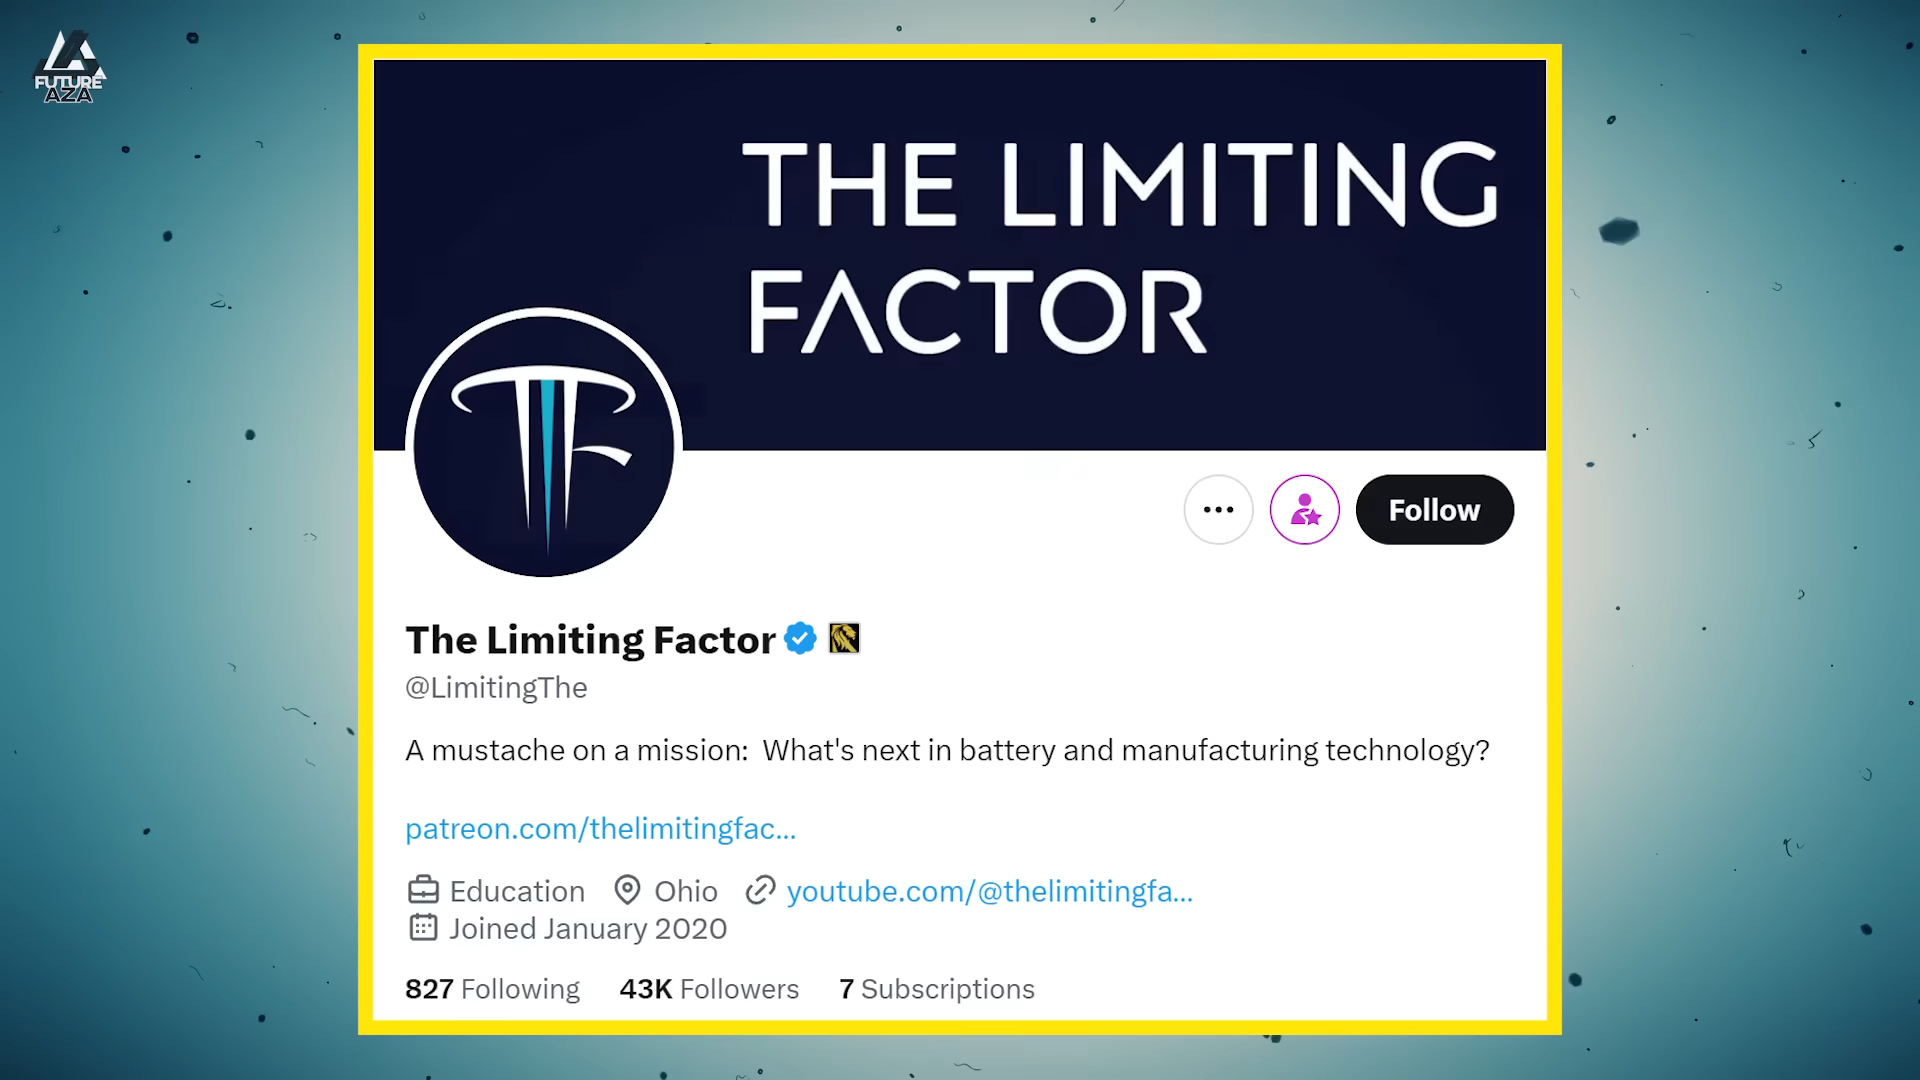 FUTURE
AZA
THE LIMITING
FACTOR
TF
Follow
The Limiting Factor
@LimitingThe
A mustache on a mission:  What's next in battery and manufacturing technology?
patreon.com/thelimitingfac...
Education Ohio youtube.com/@thelimitingfa...
Joined January 2020
827 Following 43K Followers 7 Subscriptions